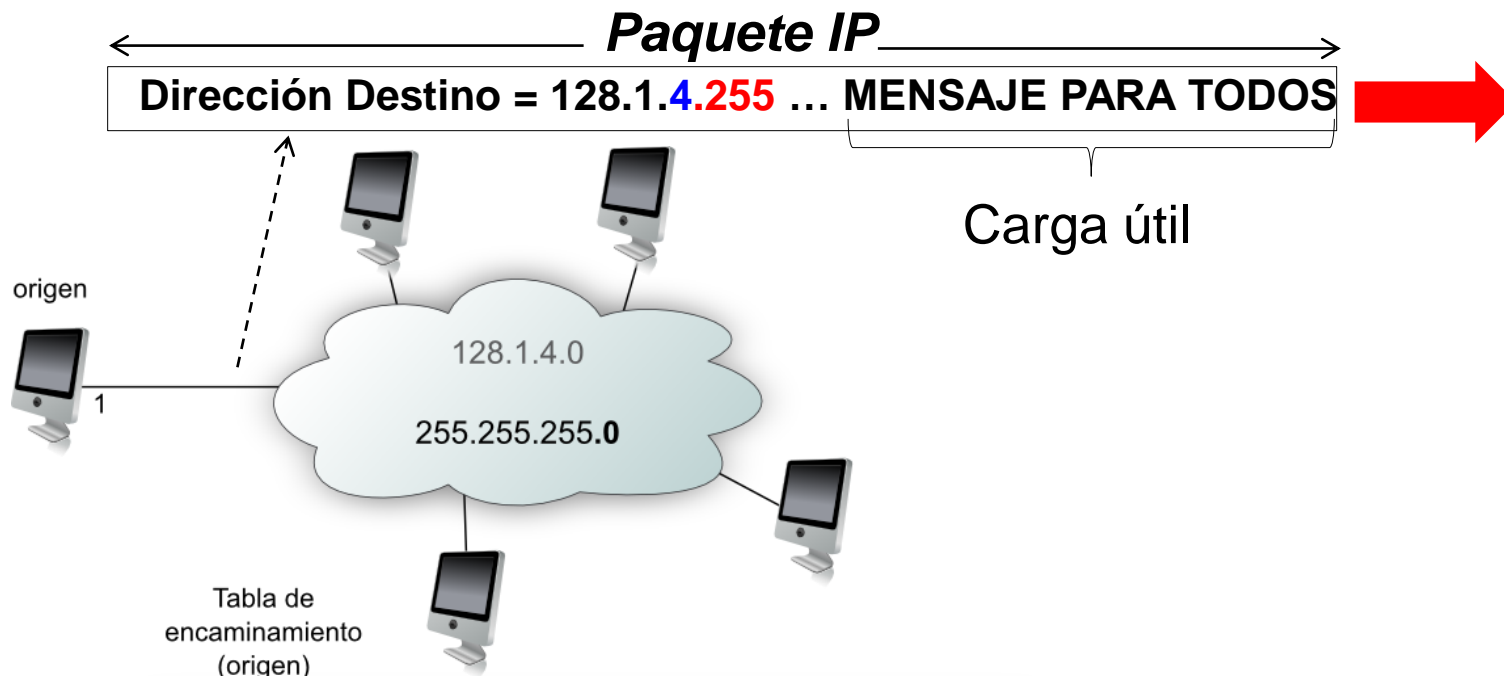 Paquete IP
Dirección Destino = 128.1.4.255 … MENSAJE PARA TODOS
Carga útil
origen
1
128.1.4.0
255.255.255.0
Tabla de
encaminamiento
(origen)